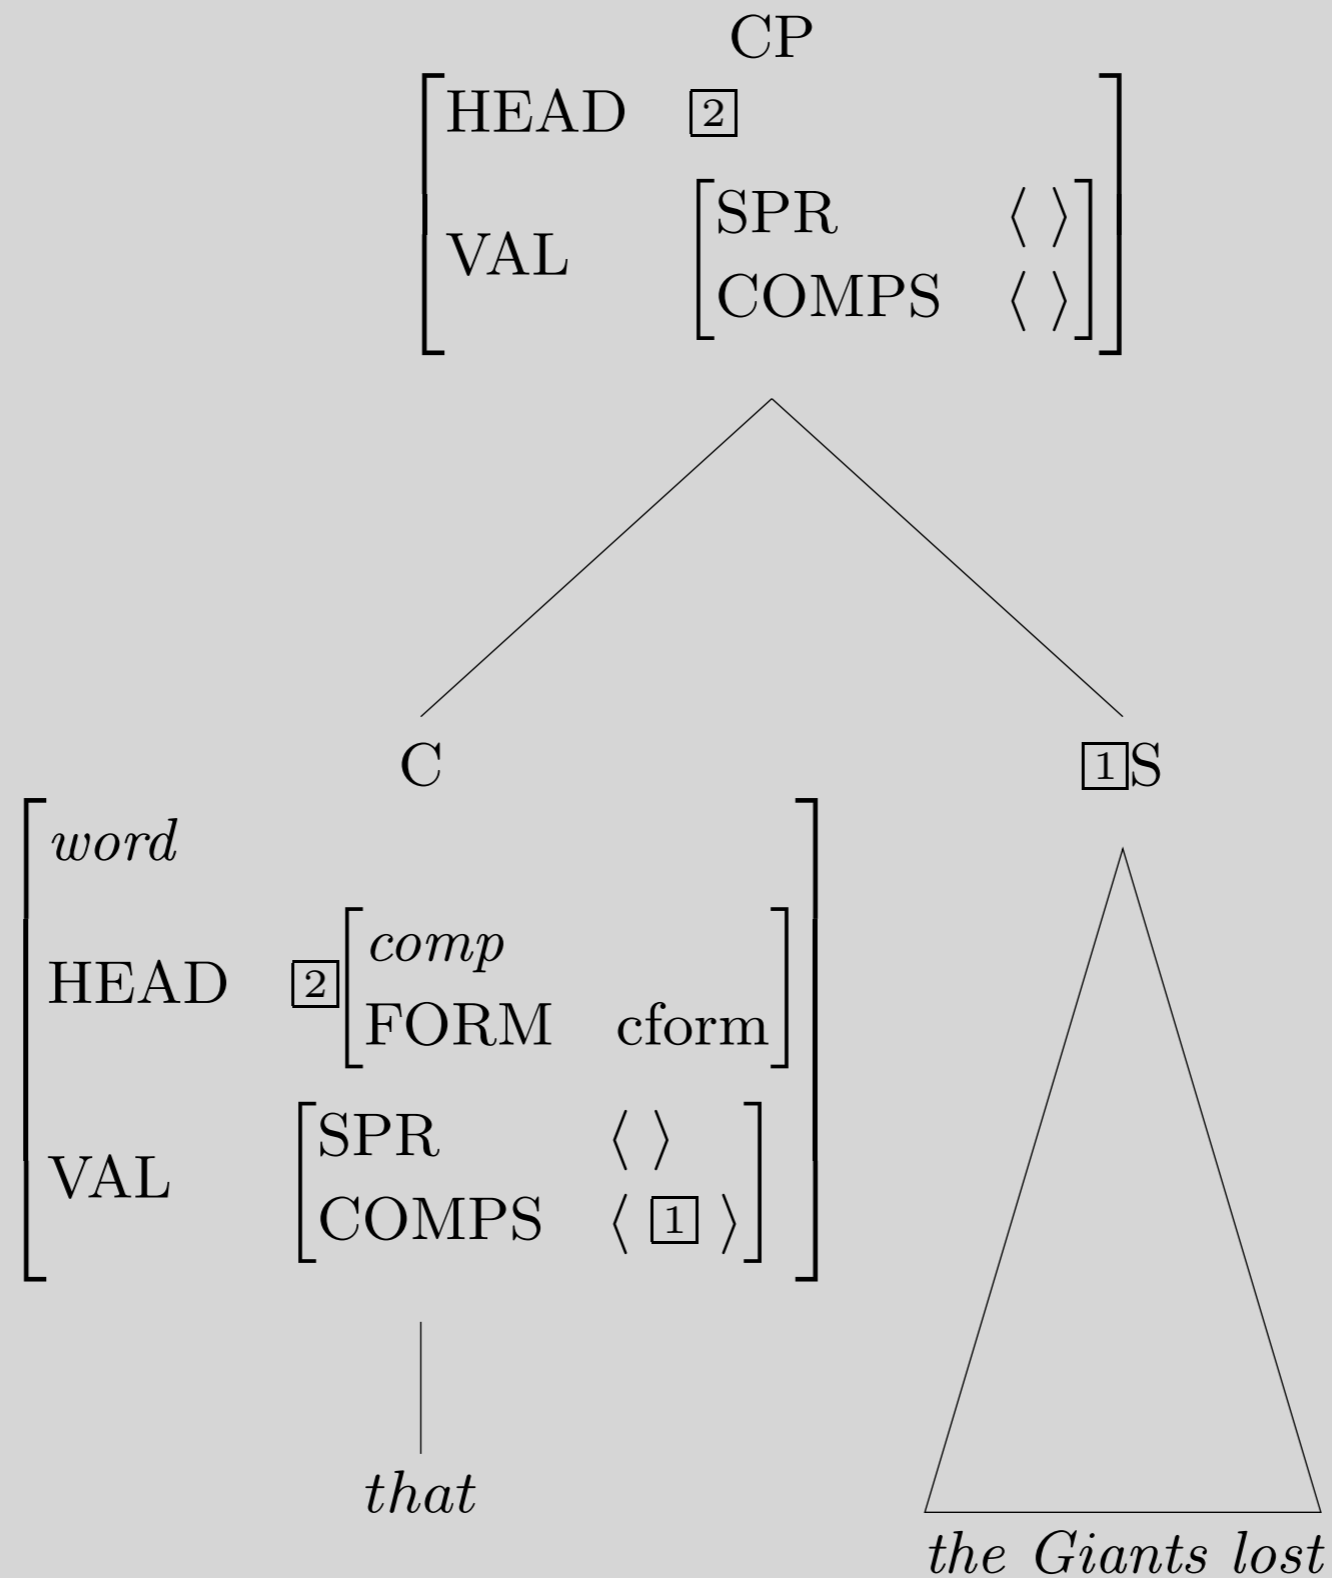 CP
HEAD 2
SPR ⟨ ⟩
VAL
COMPS ⟨ ⟩
C
1 S
word
comp
HEAD 2
FORM cform
SPR ⟨ ⟩
VAL
COMPS ⟨ 1 ⟩
that
the Giants lost